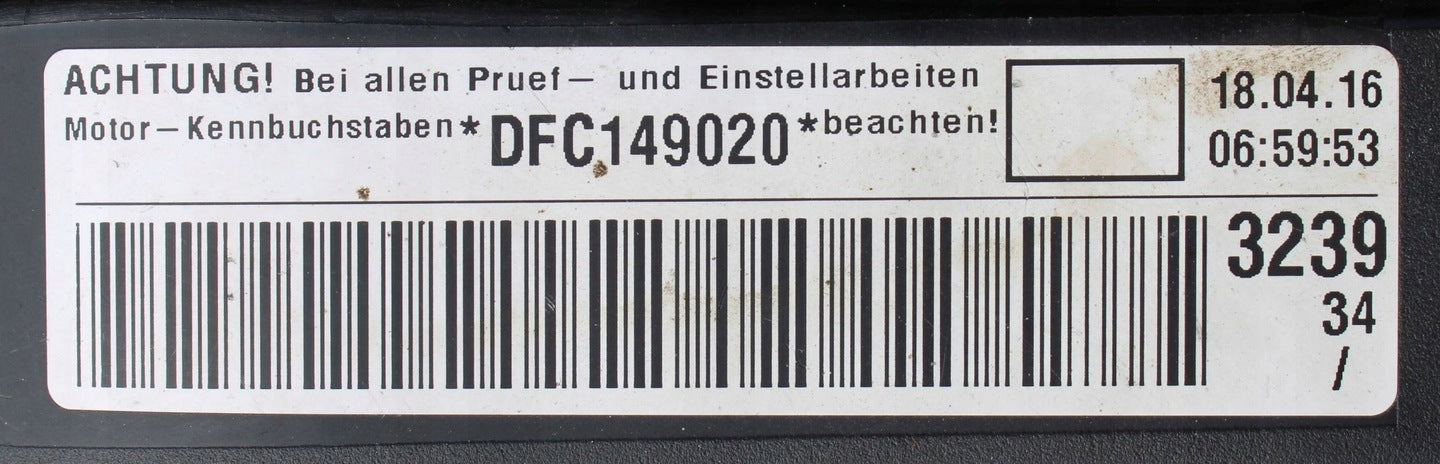 ACHTUNG! Bei allen Pruef- und Einstellarbeiten
Motor-Kennbuchstaben*DFC149020*beachten!
18.04.16
06:59:53
3239
34
/